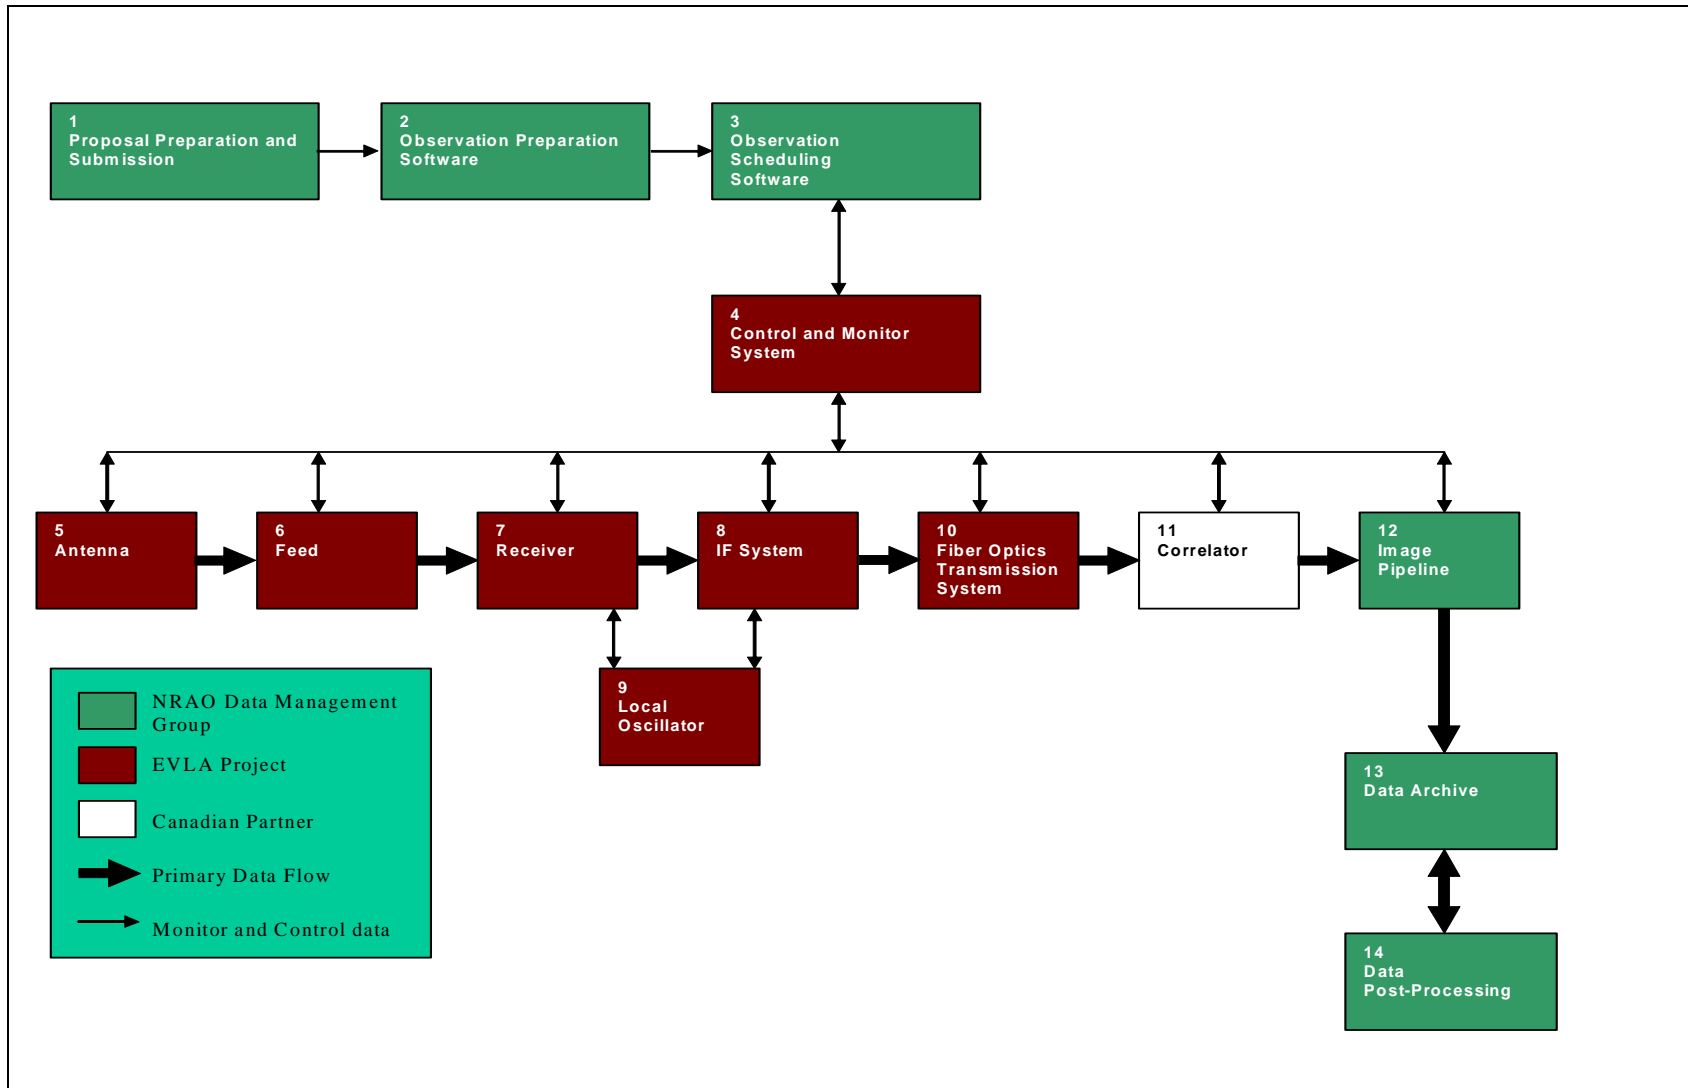 1
Proposal Preparation and
Submission
2
Observation Preparation
Software
3
Observation
Scheduling
Software
4
Control and Monitor
System
5
Antenna
6
Feed
7
Receiver
8
IF System
10
Fiber Optics
Transmission
System
11
Correlator
12
Image
Pipeline
9
Local
Oscillator
NRAO Data Management
Group
EVLA Project
Canadian Partner
Primary Data Flow
Monitor and Control data
13
Data Archive
14
Data
Post-Processing